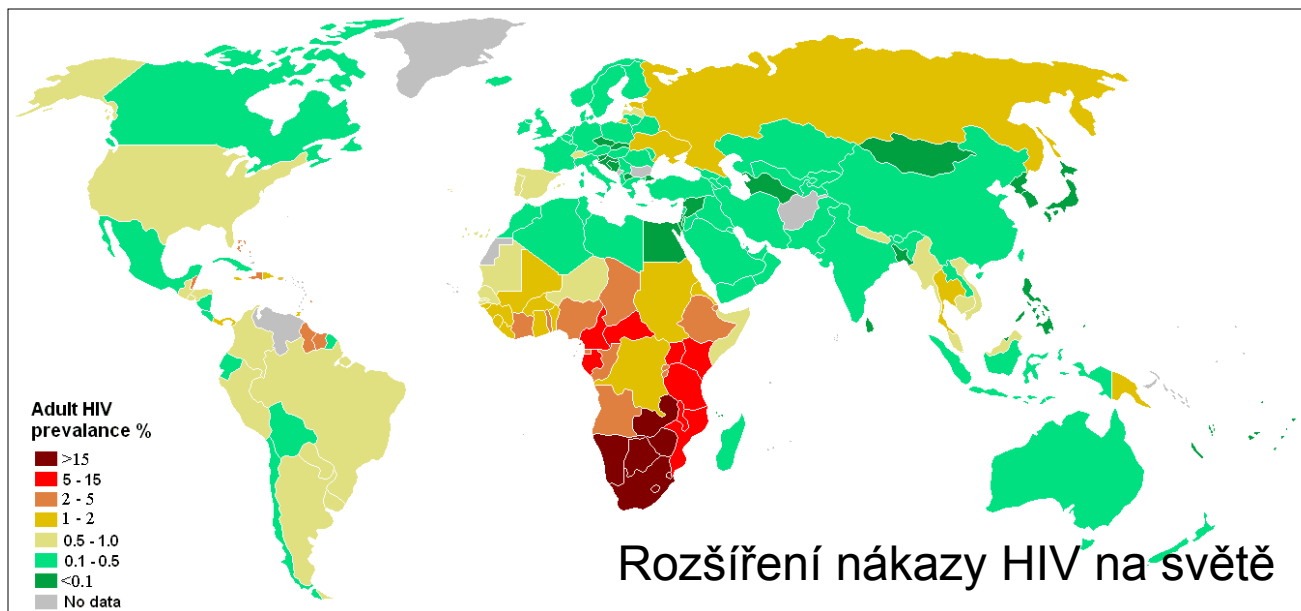 Adult HIV
prevalance %
>15
5 - 15
2 - 5
1 - 2
0.5 - 1.0
0.1 - 0.5
<0.1
No data
Rozšíření nákazy HIV na světě